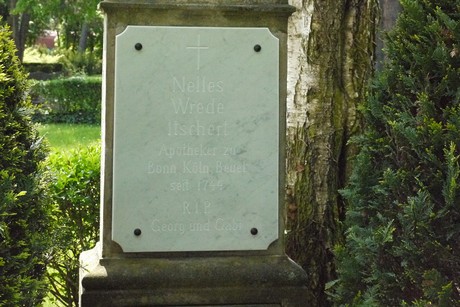 Nelles
Wrede
Apotheker zu
Bonn Köln Beuel
seit
R.I.P.
Georg und